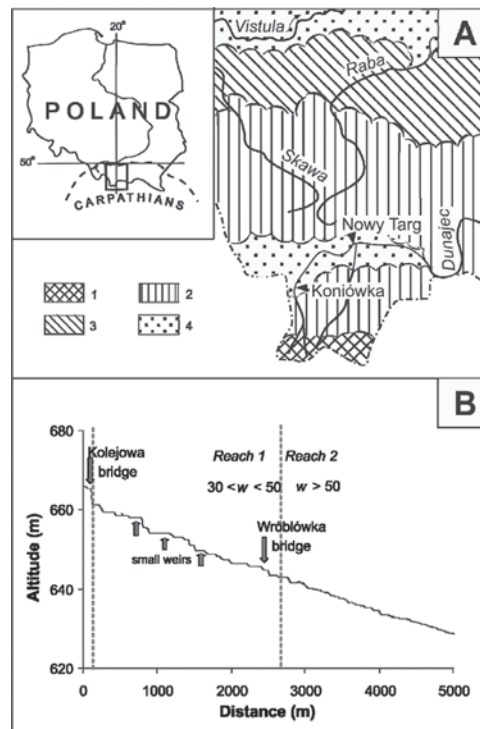 20°
POLAND
50°
CARPATHIANS
A
Vistula
Raba
Skawa
Nowy Targ
Dunajec
Koniówka
1
2
3
4
B
680
660
640
620
Altitude (m)
Kolejowa
bridge
Reach 1
Reach 2
30 < w < 50
w > 50
Wróblówka
bridge
small weirs
0
1000
2000
3000
4000
5000
Distance (m)